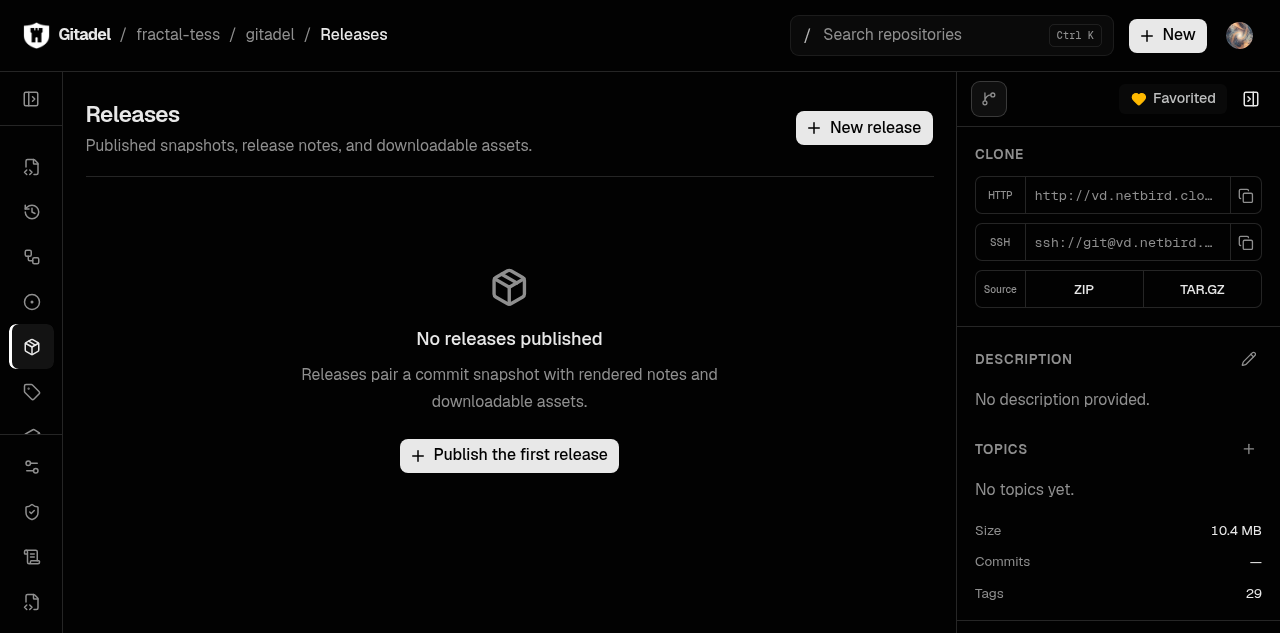 Gitadel / fractal-tess / gitadel / Releases
/ Search repositories Ctrl K
New
Releases
Published snapshots, release notes, and downloadable assets.
New release
No releases published
Releases pair a commit snapshot with rendered notes and
downloadable assets.
Publish the first release
Favorited
CLONE
HTTP http://vd.netbird.clo…
SSH ssh://git@vd.netbird.…
Source ZIP TAR.GZ
DESCRIPTION
No description provided.
TOPICS
No topics yet.
Size 10.4 MB
Commits —
Tags 29